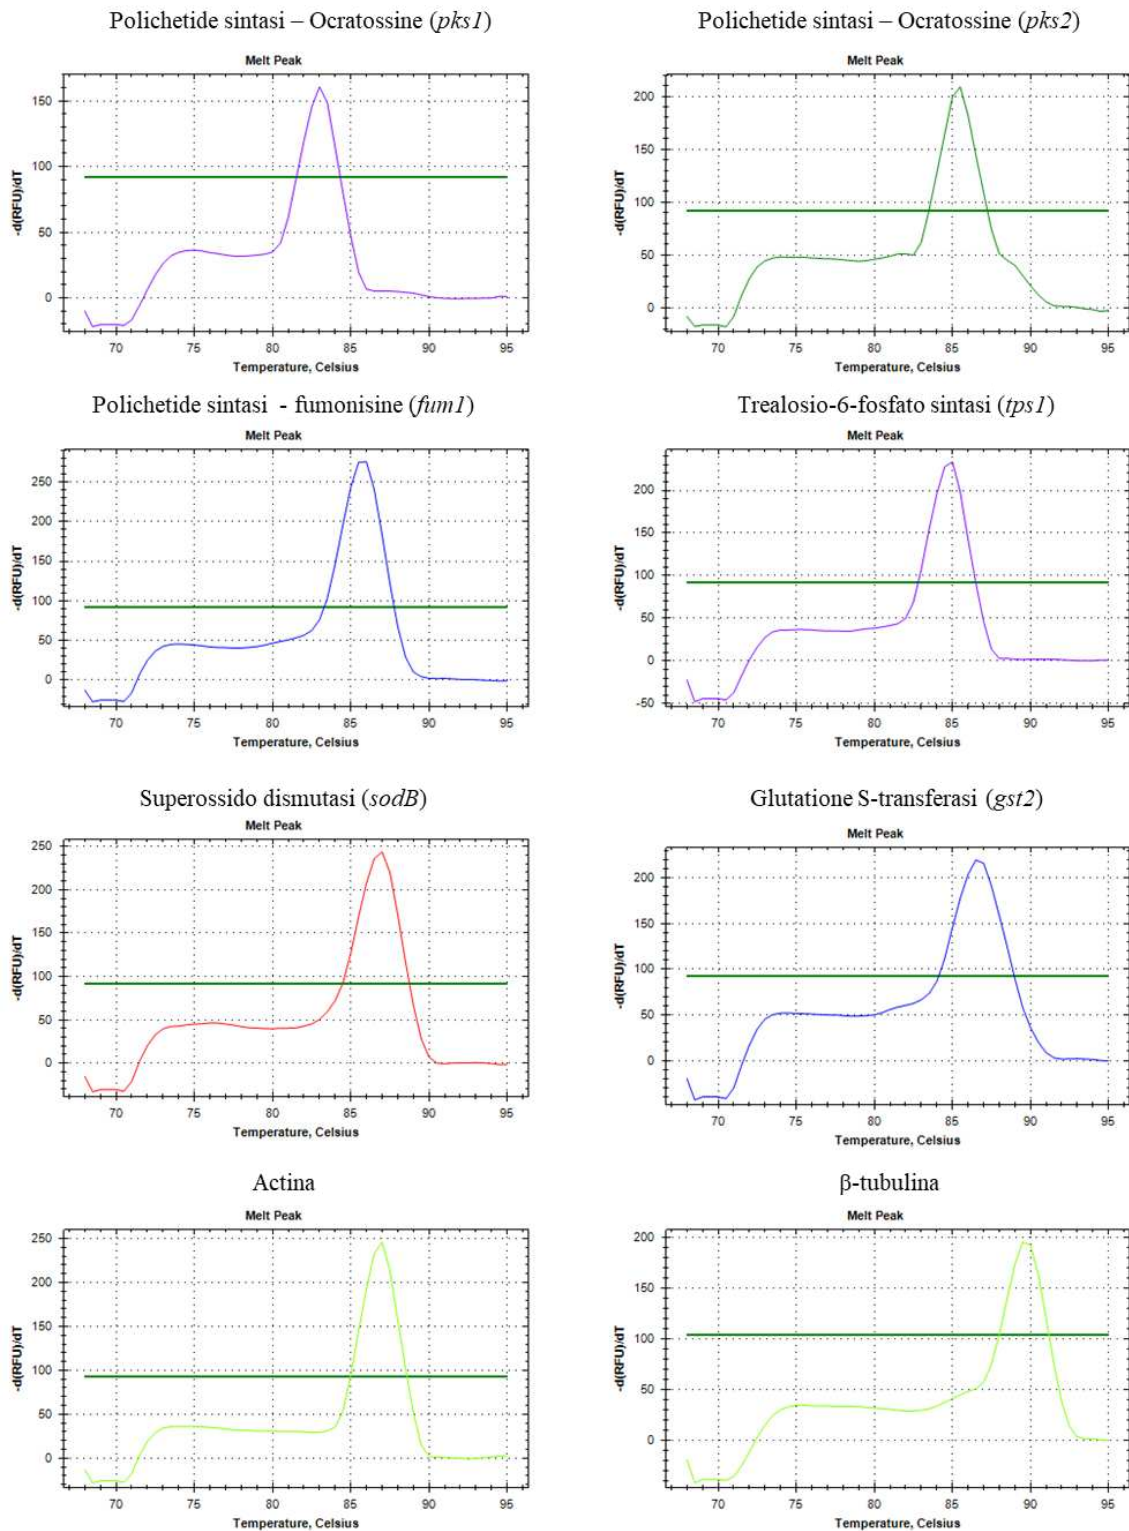 Polichetide sintasi – Ocratossine (pks1)
Melt Peak
150
100
50
0
-d(RFU)/dT
70 75 80 85 90 95
Temperature, Celsius
Polichetide sintasi – Ocratossine (pks2)
Melt Peak
200
150
100
50
0
-d(RFU)/dT
70 75 80 85 90 95
Temperature, Celsius
Polichetide sintasi - fumonisine (fum1)
Melt Peak
250
200
150
100
50
0
-d(RFU)/dT
70 75 80 85 90 95
Temperature, Celsius
Trealosio-6-fosfato sintasi (tps1)
Melt Peak
200
150
100
50
0
-50
-d(RFU)/dT
70 75 80 85 90 95
Temperature, Celsius
Superossido dismutasi (sodB)
Melt Peak
250
200
150
100
50
0
-d(RFU)/dT
70 75 80 85 90 95
Temperature, Celsius
Glutatione S-transferasi (gst2)
Melt Peak
200
150
100
50
0
-d(RFU)/dT
70 75 80 85 90 95
Temperature, Celsius
Actina
Melt Peak
250
200
150
100
50
0
-d(RFU)/dT
70 75 80 85 90 95
Temperature, Celsius
β-tubulina
Melt Peak
200
150
100
50
0
-d(RFU)/dT
70 75 80 85 90 95
Temperature, Celsius